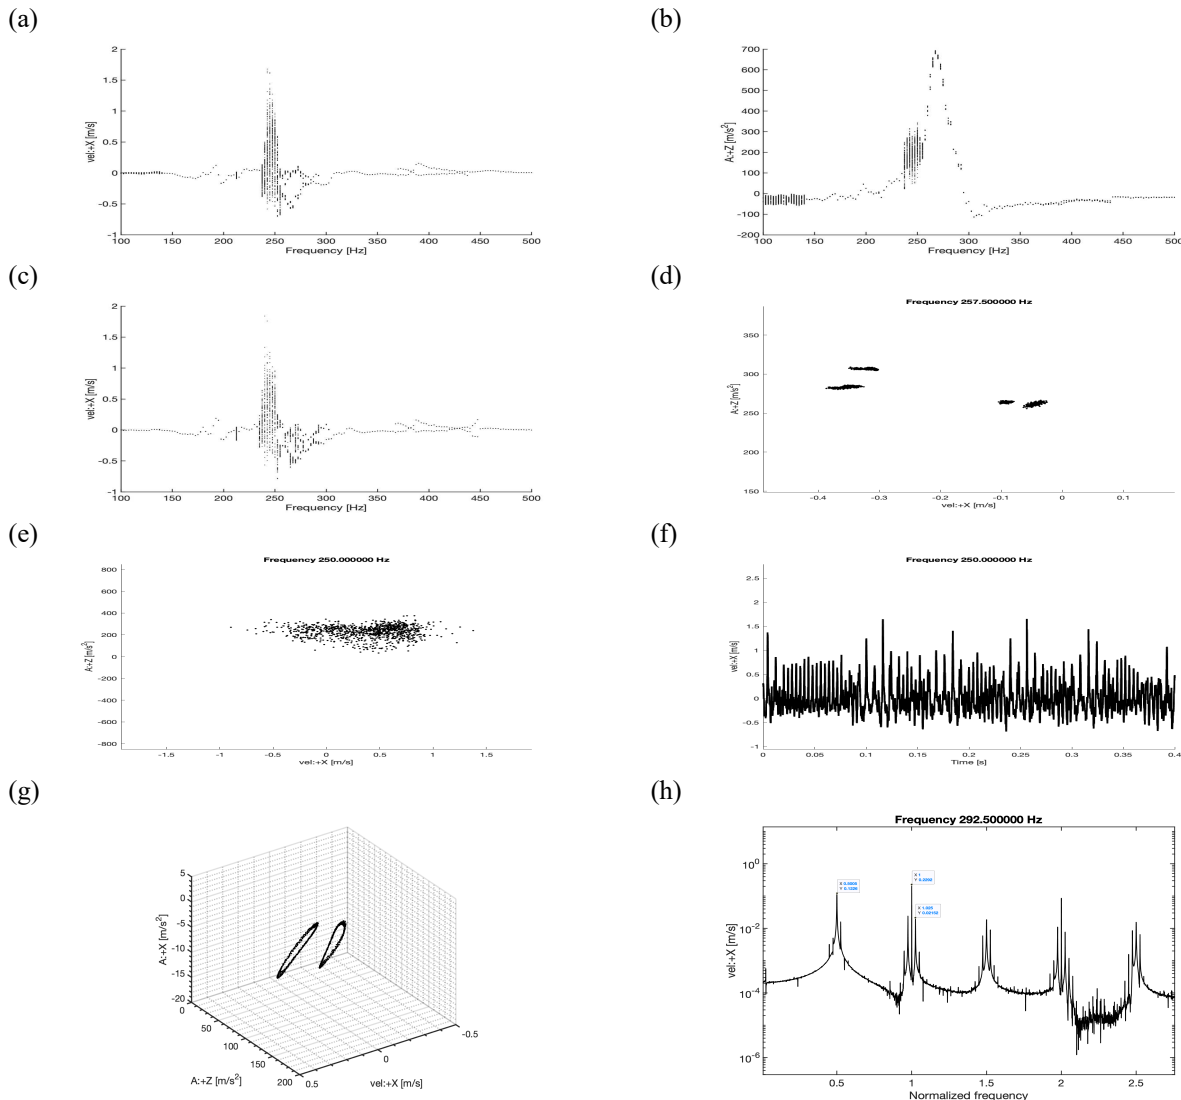 (a)
2
1.5
1
0.5
0
-0.5
-1
vel:+X [m/s]
100 150 200 250 300 350 400 450 500
Frequency [Hz]
(b)
700
600
500
400
300
200
100
0
-100
-200
A:+Z [m/s²]
100 150 200 250 300 350 400 450 500
Frequency [Hz]
(c)
2
1.5
1
0.5
0
-0.5
-1
vel:+X [m/s]
100 150 200 250 300 350 400 450 500
Frequency [Hz]
(d)
Frequency 257.500000 Hz
350
300
250
200
150
A:+Z [m/s²]
-0.4 -0.3 -0.2 -0.1 0 0.1
vel:+X [m/s]
(e)
Frequency 250.000000 Hz
800
600
400
200
0
-200
-400
-600
-800
A:+Z [m/s²]
-1.5 -1 -0.5 0 0.5 1 1.5
vel:+X [m/s]
(f)
Frequency 250.000000 Hz
2.5
2
1.5
1
0.5
0
-0.5
-1
vel:+X [m/s]
0 0.05 0.1 0.15 0.2 0.25 0.3 0.35 0.4
Time [s]
(g)
5
0
-5
-10
-15
-20
A:+X [m/s²]
0
50
100
150
200
A:+Z [m/s²]
0.5
0
-0.5
vel:+X [m/s]
(h)
Frequency 292.500000 Hz
10⁰
10⁻²
10⁻⁴
10⁻⁶
vel:+X [m/s]
X 1
0.5 1 1.5 2 2.5
Normalized frequency